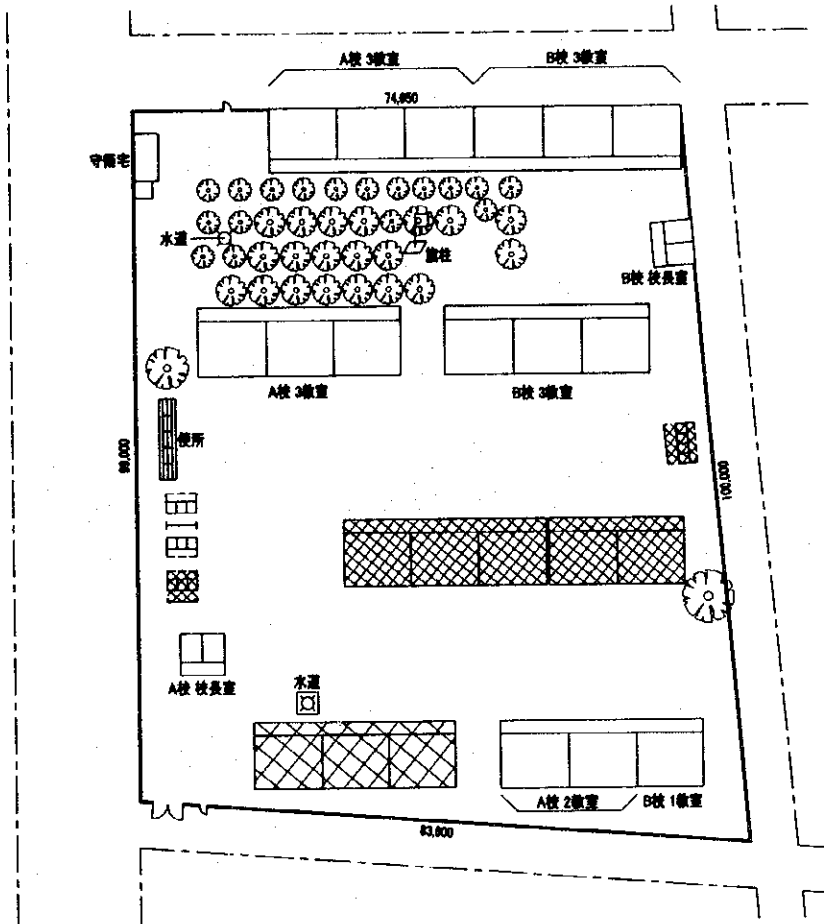 A校 3教室
B校 3教室
74,950
守衛宅
水道
旗柱
B校 校長室
A校 3教室
B校 3教室
便所
99,000
100,000
A校 校長室
水道
A校 2教室
B校 1教室
83,800